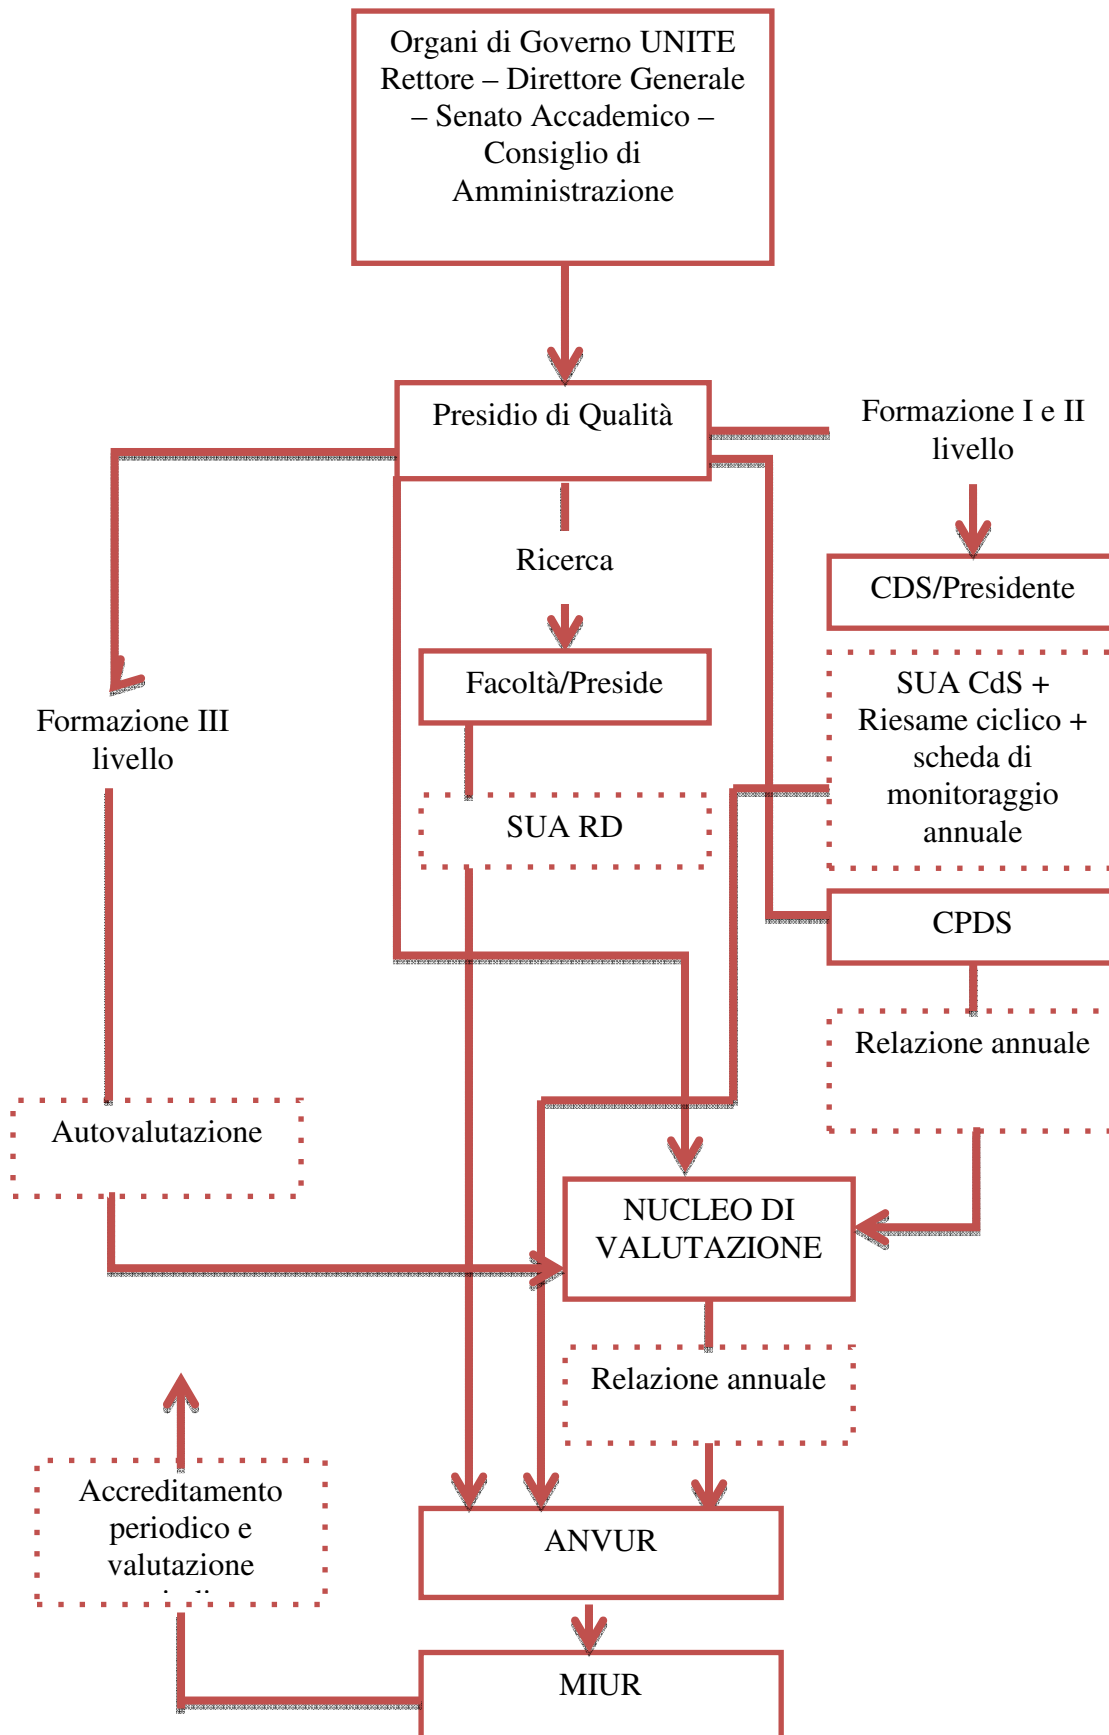 Organi di Governo UNITE
Rettore – Direttore Generale
– Senato Accademico –
Consiglio di
Amministrazione
Presidio di Qualità
Formazione I e II
livello
Ricerca
CDS/Presidente
Facoltà/Preside
SUA CdS +
Riesame ciclico +
scheda di
monitoraggio
annuale
Formazione III
livello
SUA RD
CPDS
Relazione annuale
Autovalutazione
NUCLEO DI
VALUTAZIONE
Relazione annuale
Accreditamento
periodico e
valutazione
ANVUR
MIUR